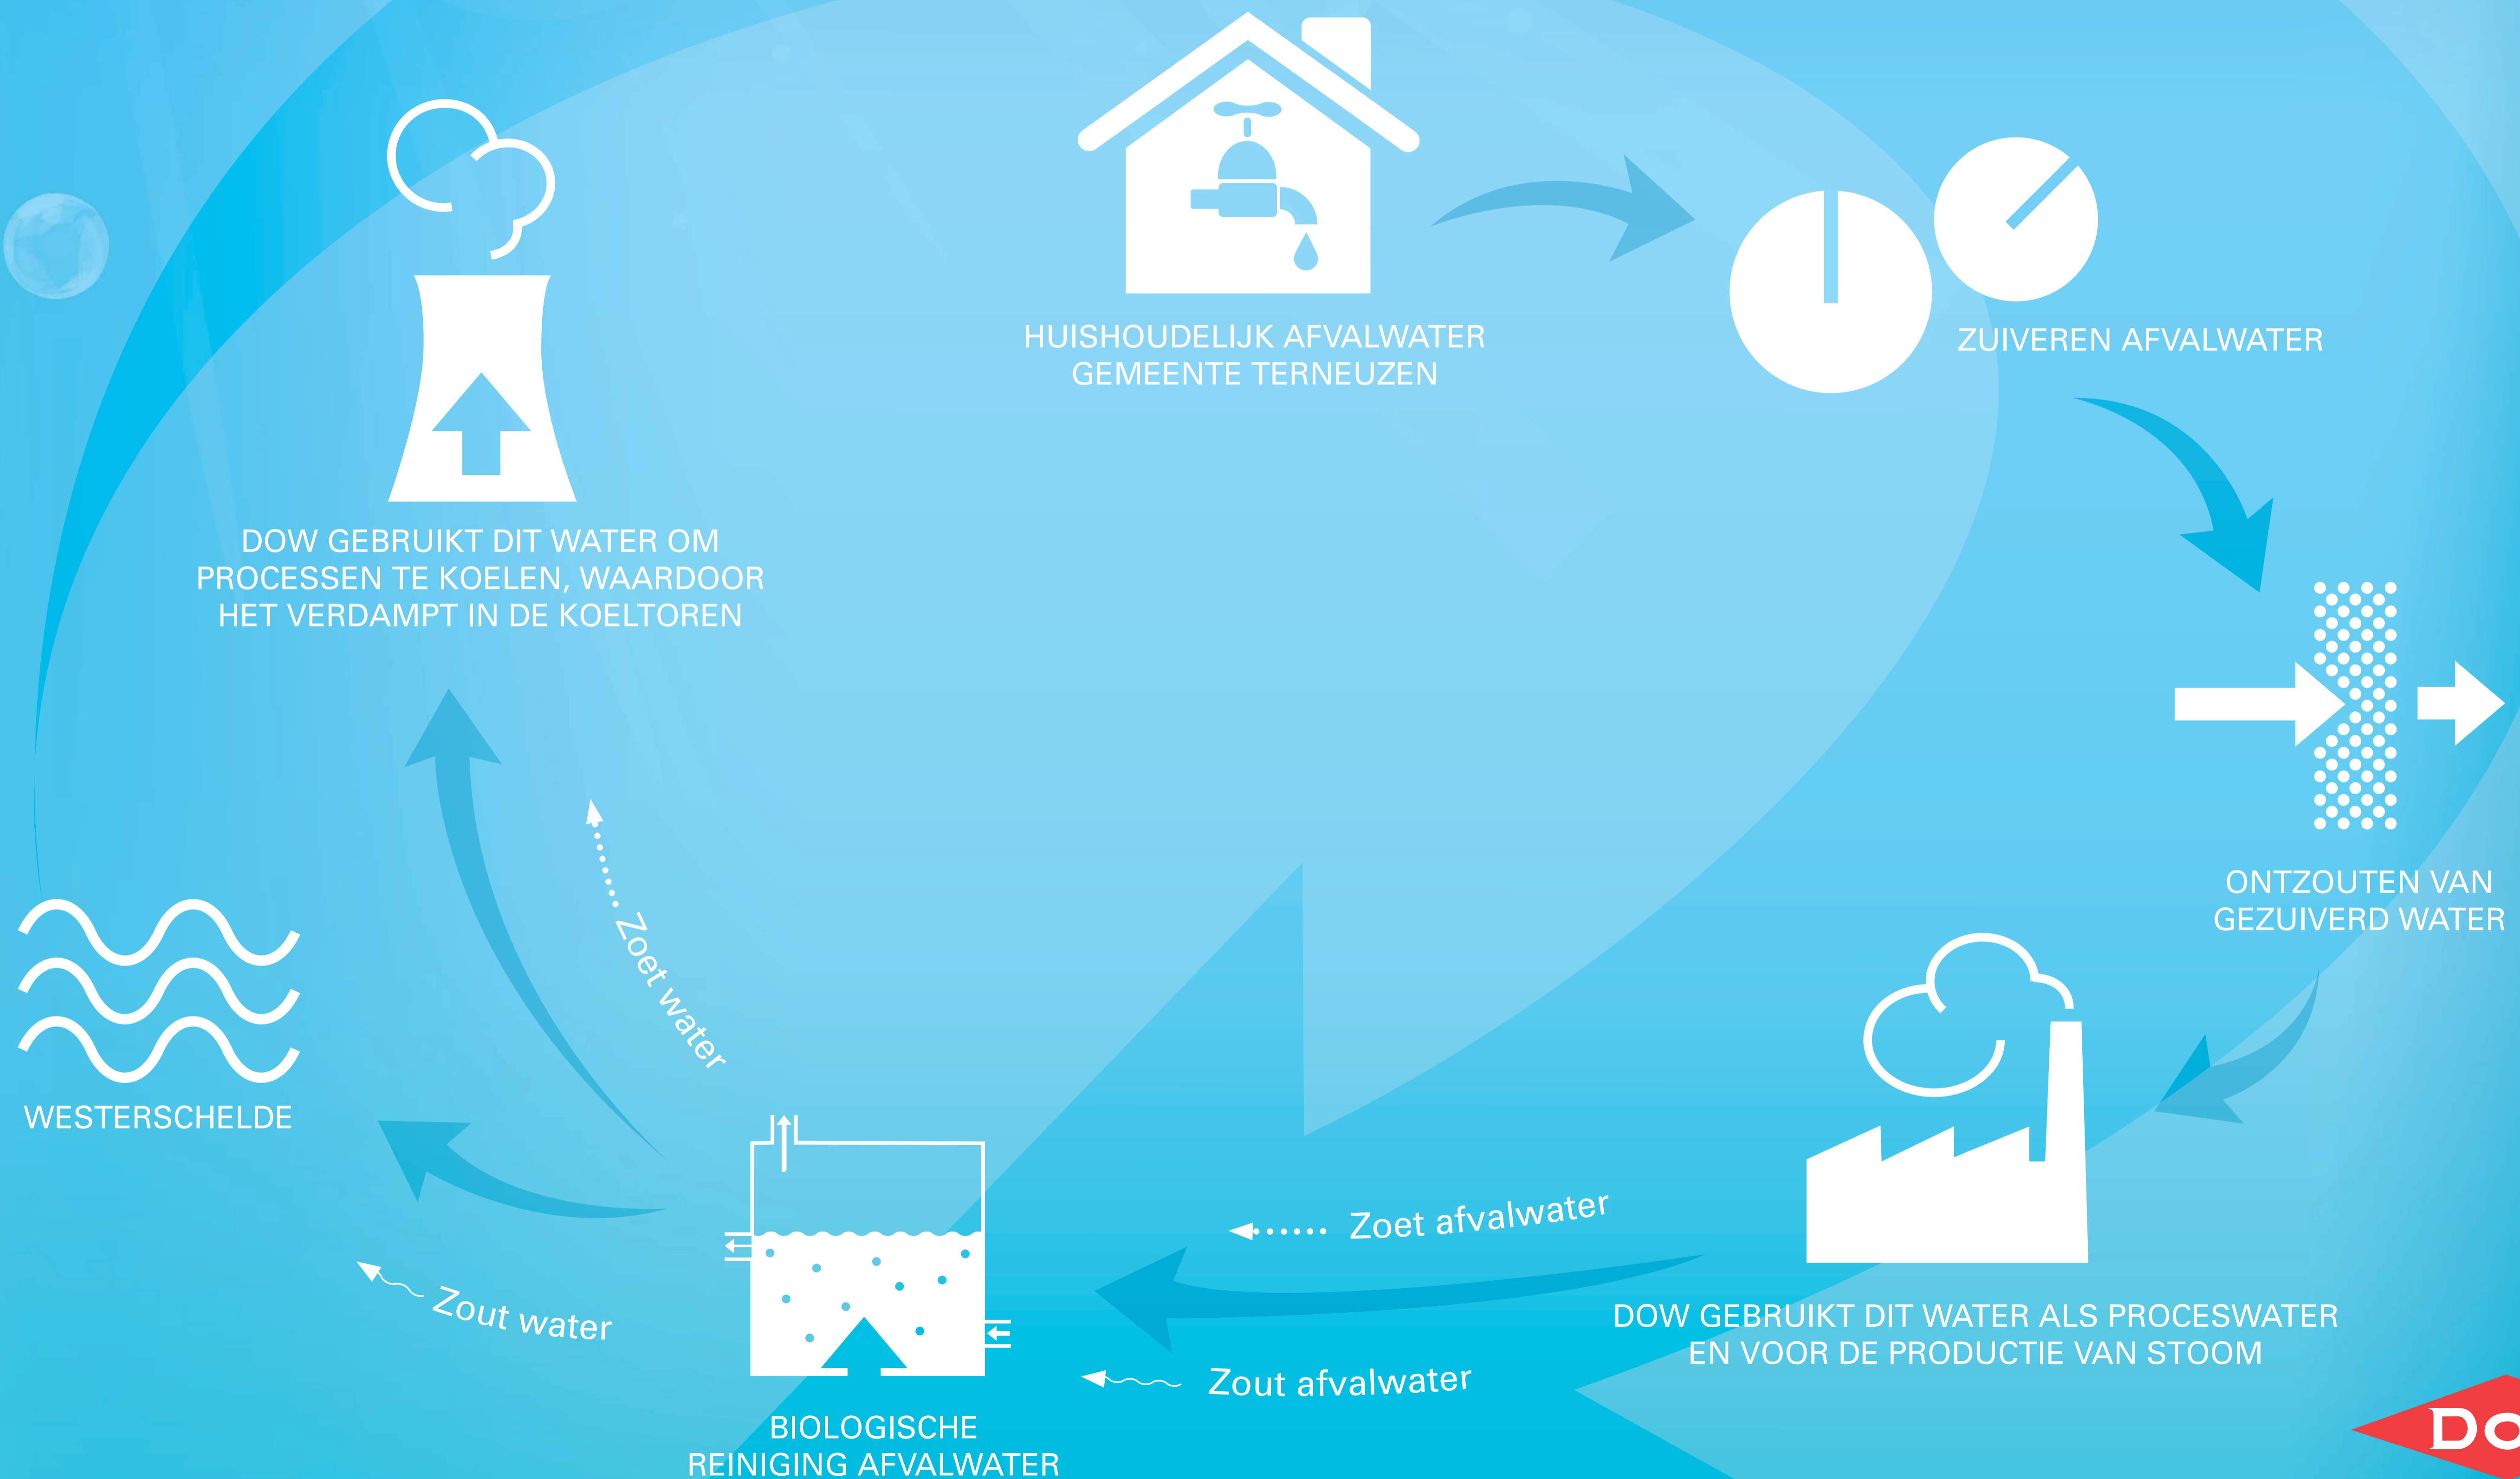 HUISHOUDELIJK AFVALWATER
GEMEENTE TERNEUZEN
ZUIVEREN AFVALWATER
ONTZOUTEN VAN
GEZUIVERD WATER
DOW GEBRUIKT DIT WATER ALS PROCESWATER
EN VOOR DE PRODUCTIE VAN STOOM
Zoet afvalwater
Zout afvalwater
BIOLOGISCHE
REINIGING AFVALWATER
Zoet water
Zout water
DOW GEBRUIKT DIT WATER OM
PROCESSEN TE KOELEN, WAARDOOR
HET VERDAMPT IN DE KOELTOREN
WESTERSCHELDE